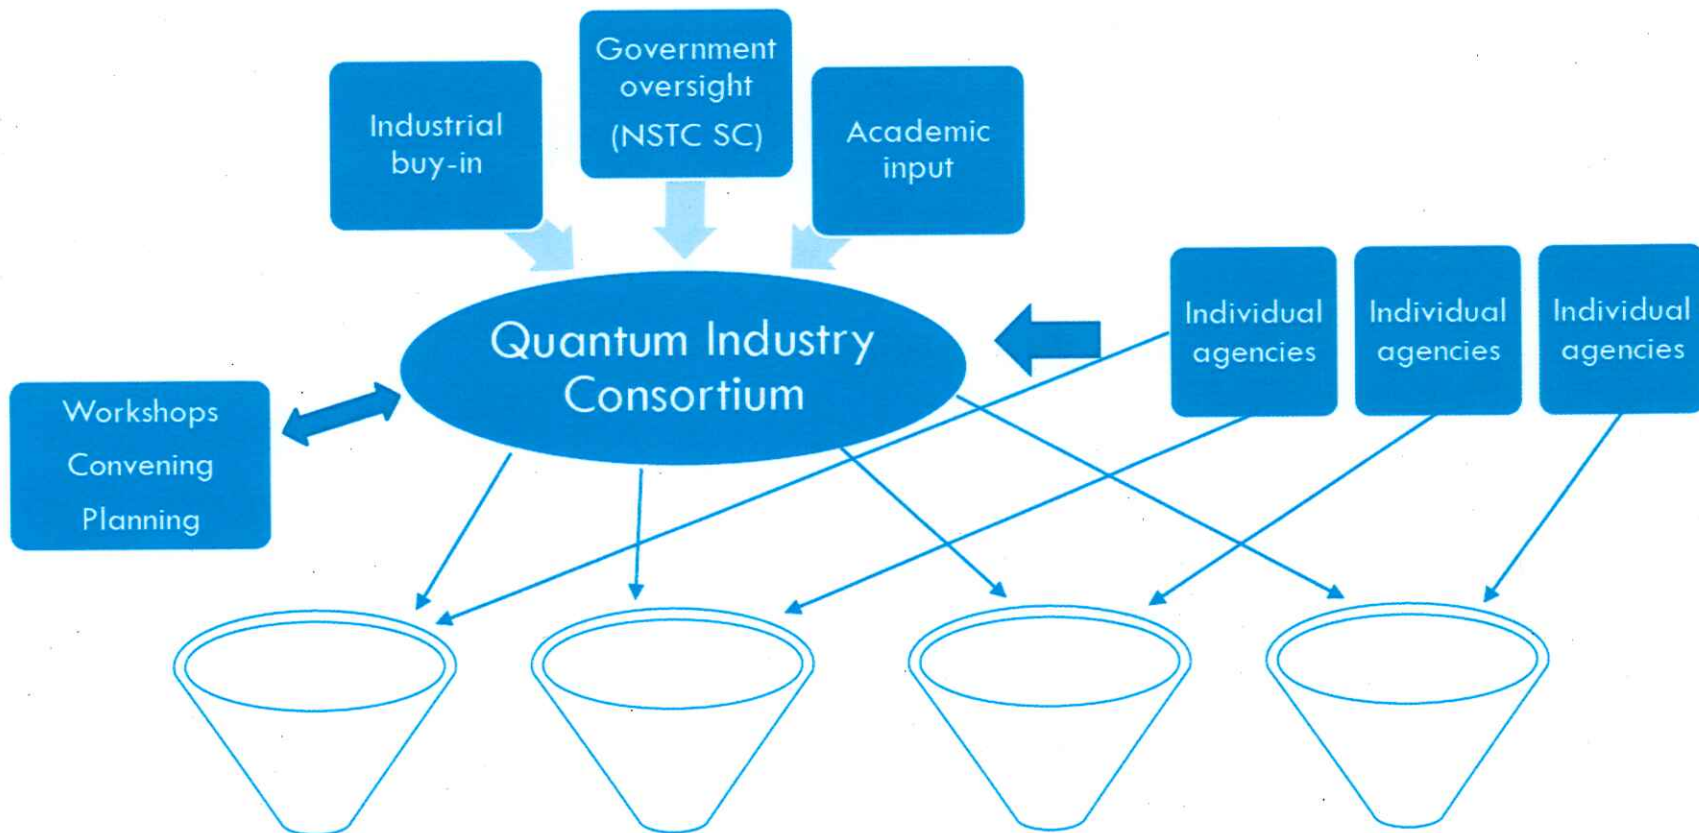 Government
oversight
(NSTC SC)
Industrial
buy-in
Academic
input
Quantum Industry
Consortium
Individual
agencies
Individual
agencies
Individual
agencies
Workshops
Convening
Planning